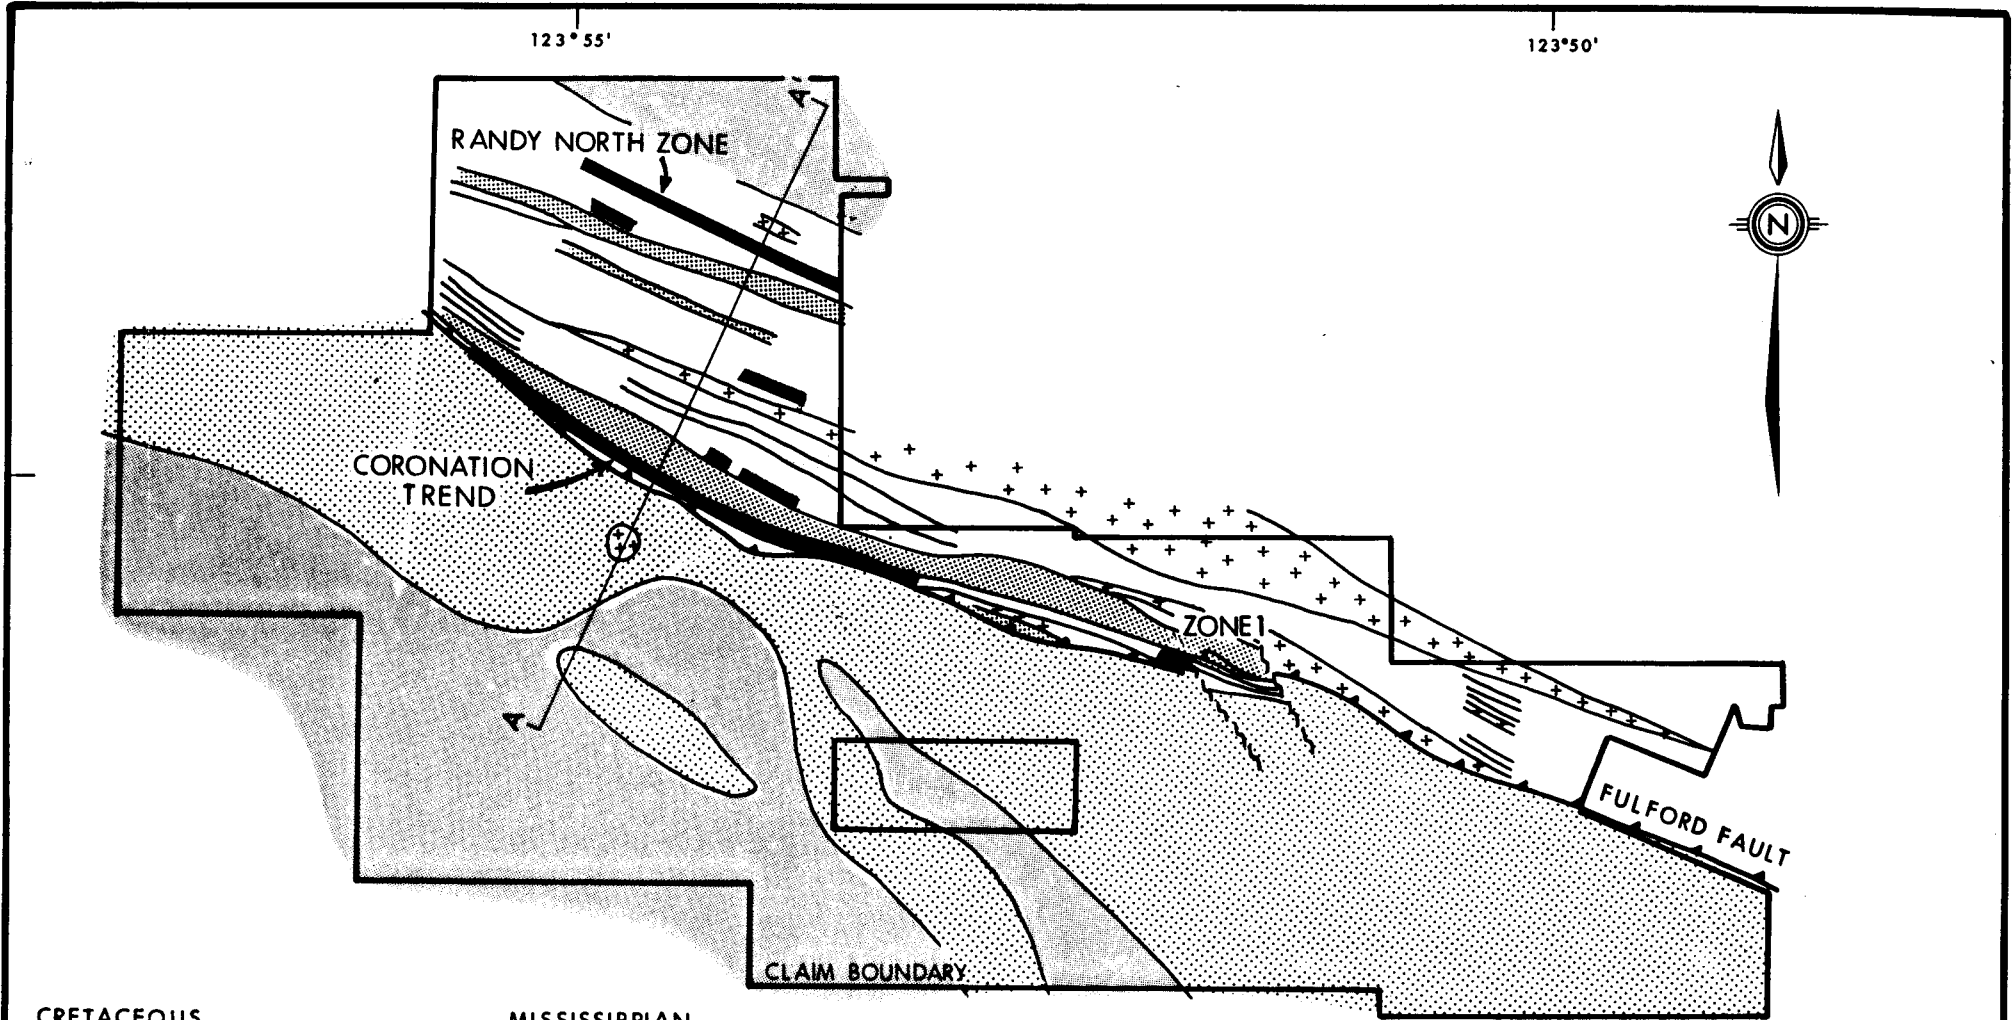 123° 55'
123° 50'
A
RANDY NORTH ZONE
N
CORONATION
TREND
ZONE 1
A
FULFORD FAULT
CLAIM BOUNDARY
CRETACEOUS
MISSISSIPPIAN